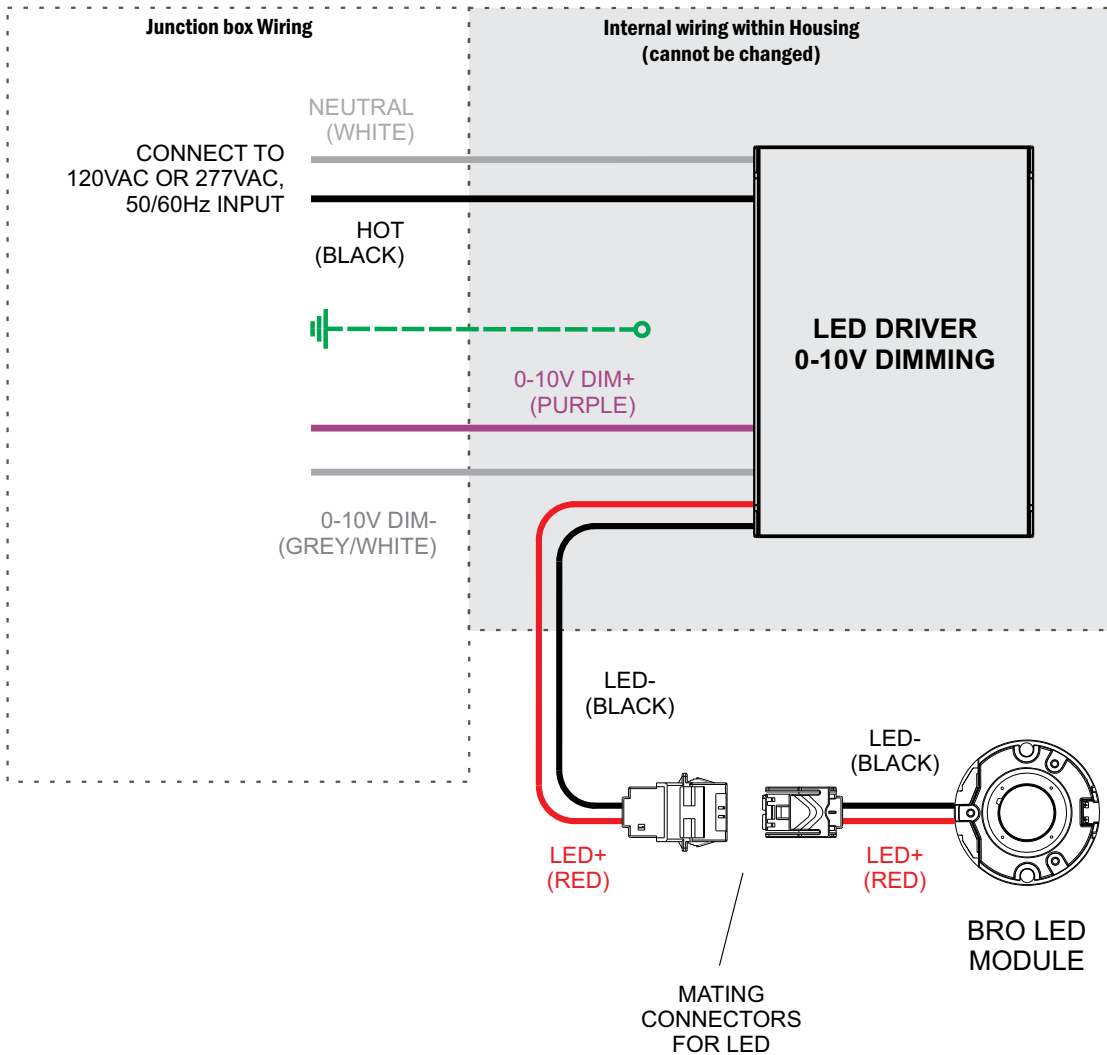 Junction box Wiring
Internal wiring within Housing
(cannot be changed)
NEUTRAL
(WHITE)
CONNECT TO
120VAC OR 277VAC,
50/60Hz INPUT
HOT
(BLACK)
LED DRIVER
0-10V DIMMING
0-10V DIM+
(PURPLE)
0-10V DIM-
(GREY/WHITE)
LED-
(BLACK)
LED-
(BLACK)
LED+
(RED)
LED+
(RED)
BRO LED
MODULE
MATING
CONNECTORS
FOR LED